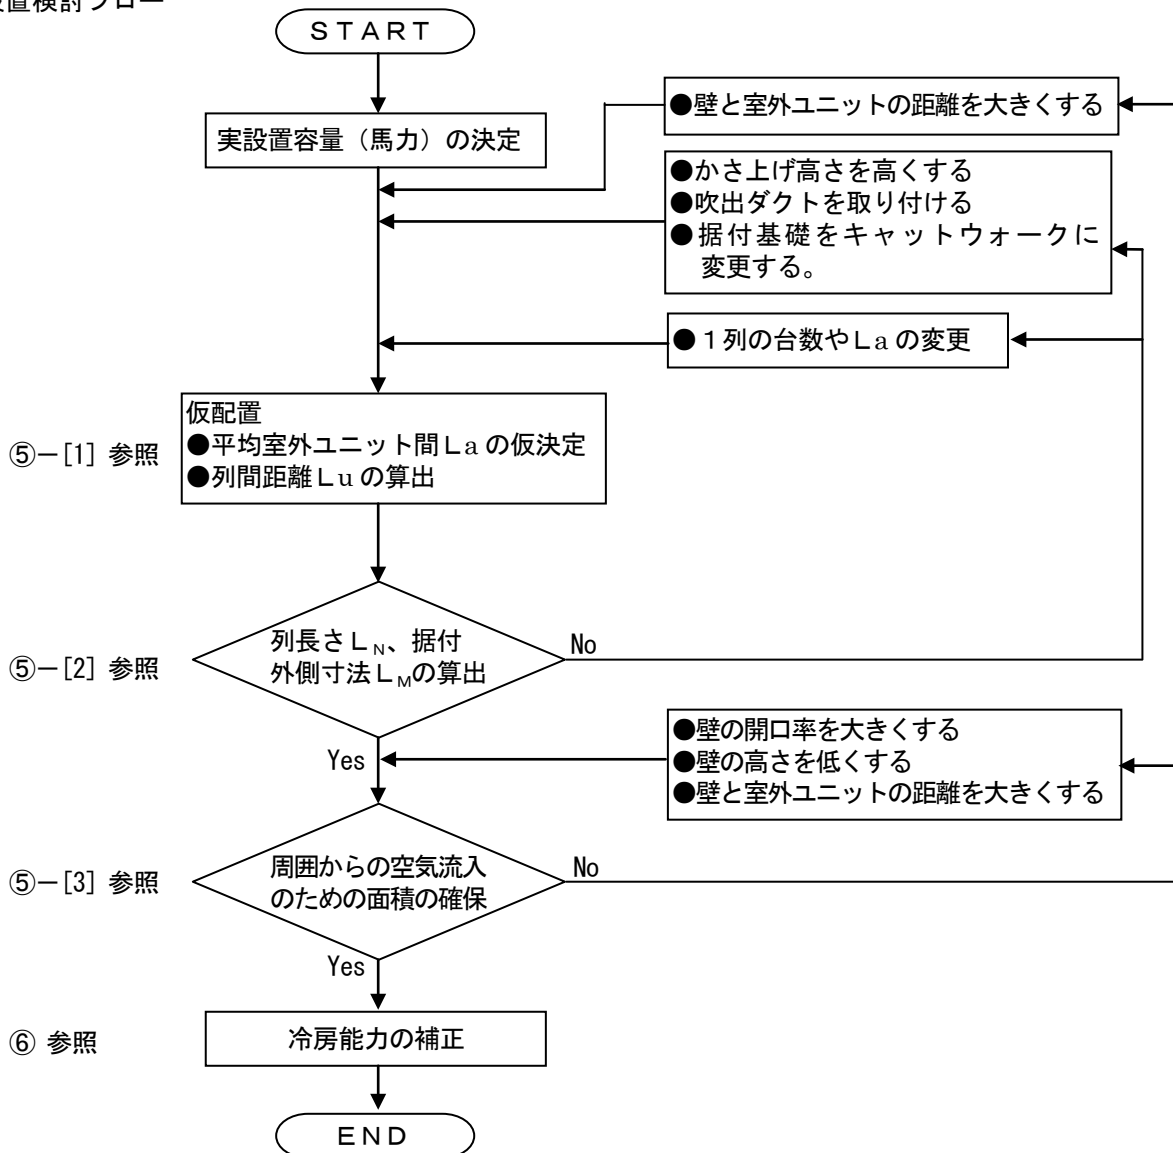 置検討フロー
START
●壁と室外ユニットの距離を大きくする
実設置容量（馬力）の決定
●かさ上げ高さを高くする
●吹出ダクトを取り付ける
●据付基礎をキャットウォークに
変更する。
●１列の台数やＬaの変更
仮配置
●平均室外ユニット間Ｌaの仮決定
●列間距離Ｌuの算出
⑤－[1] 参照
列長さＬN、据付
外側寸法ＬMの算出
No
⑤－[2] 参照
●壁の開口率を大きくする
●壁の高さを低くする
●壁と室外ユニットの距離を大きくする
Yes
周囲からの空気流入
のための面積の確保
No
⑤－[3] 参照
Yes
冷房能力の補正
⑥ 参照
END